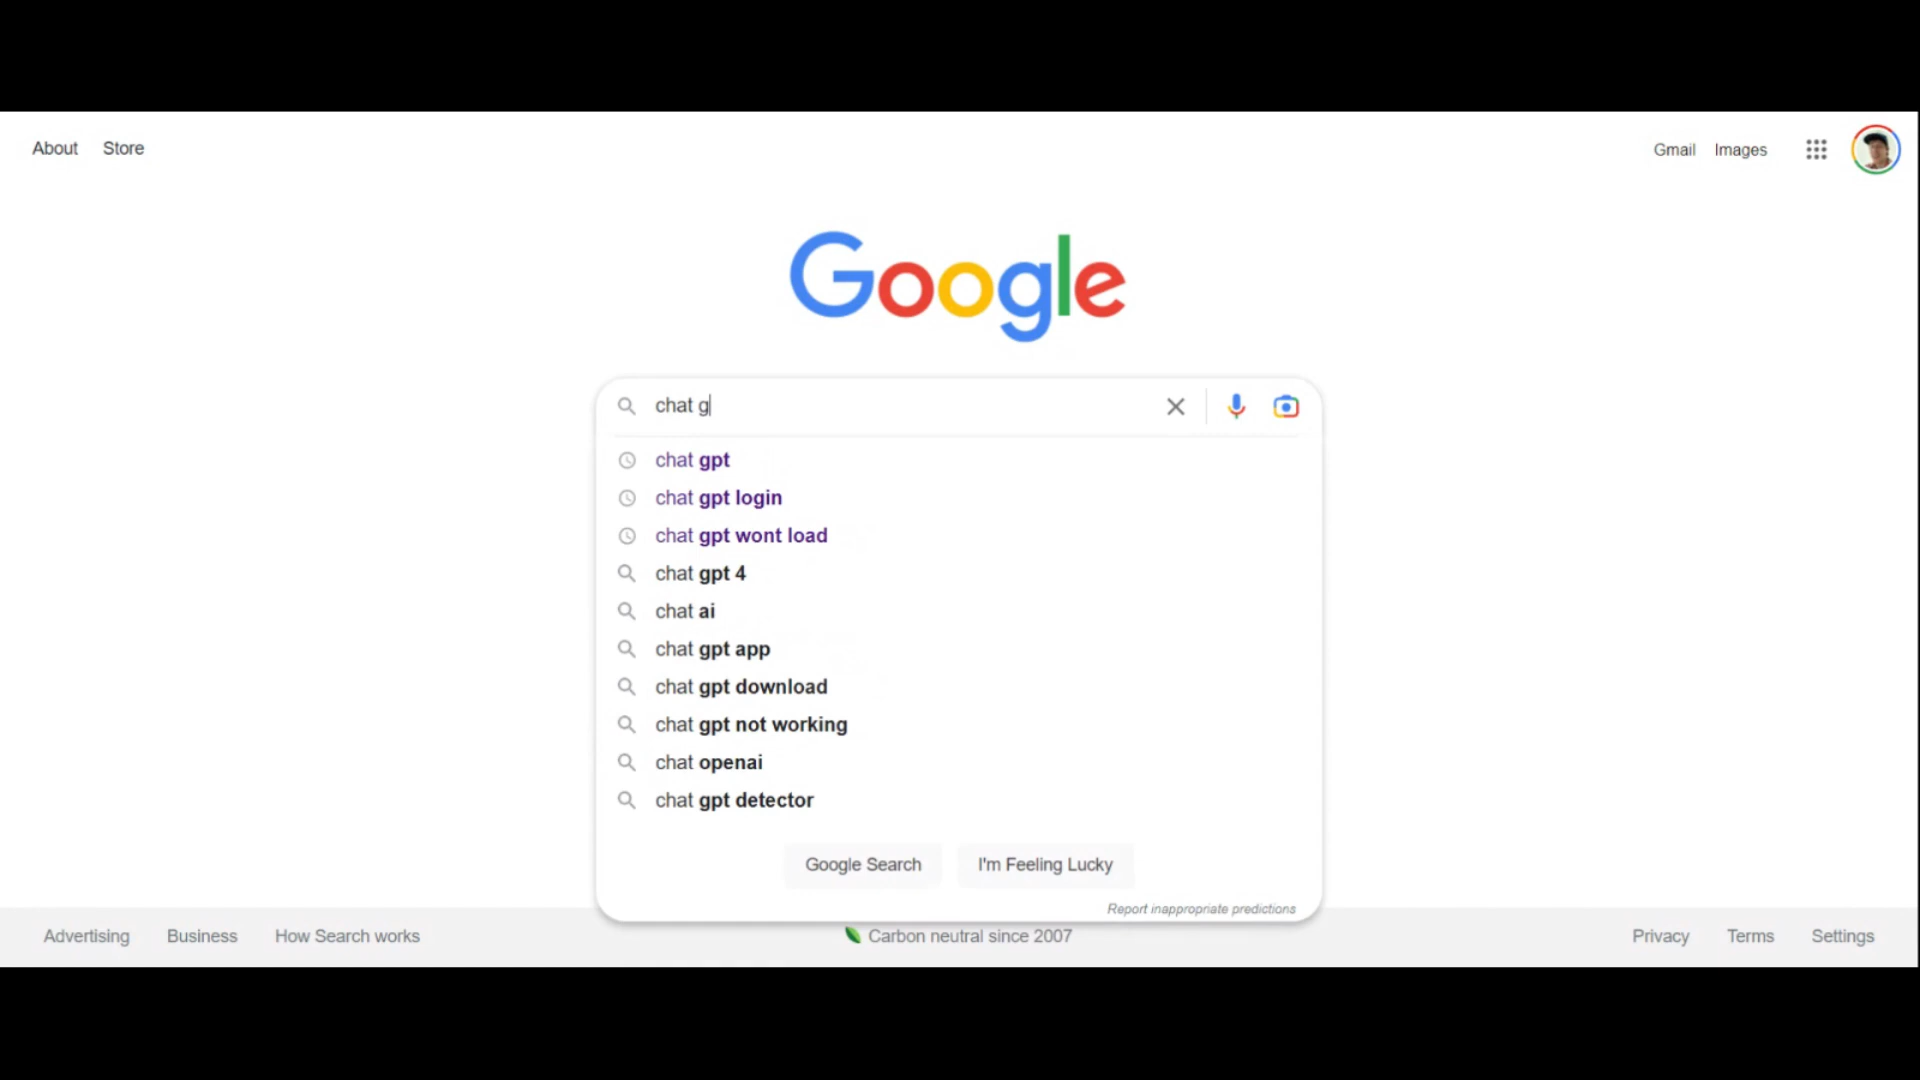 About Store
Gmail Images
Google
chat g
chat gpt
chat gpt login
chat gpt wont load
chat gpt 4
chat ai
chat gpt app
chat gpt download
chat gpt not working
chat openai
chat gpt detector
Google Search I'm Feeling Lucky
Report inappropriate predictions
Advertising Business How Search works Carbon neutral since 2007 Privacy Terms Settings